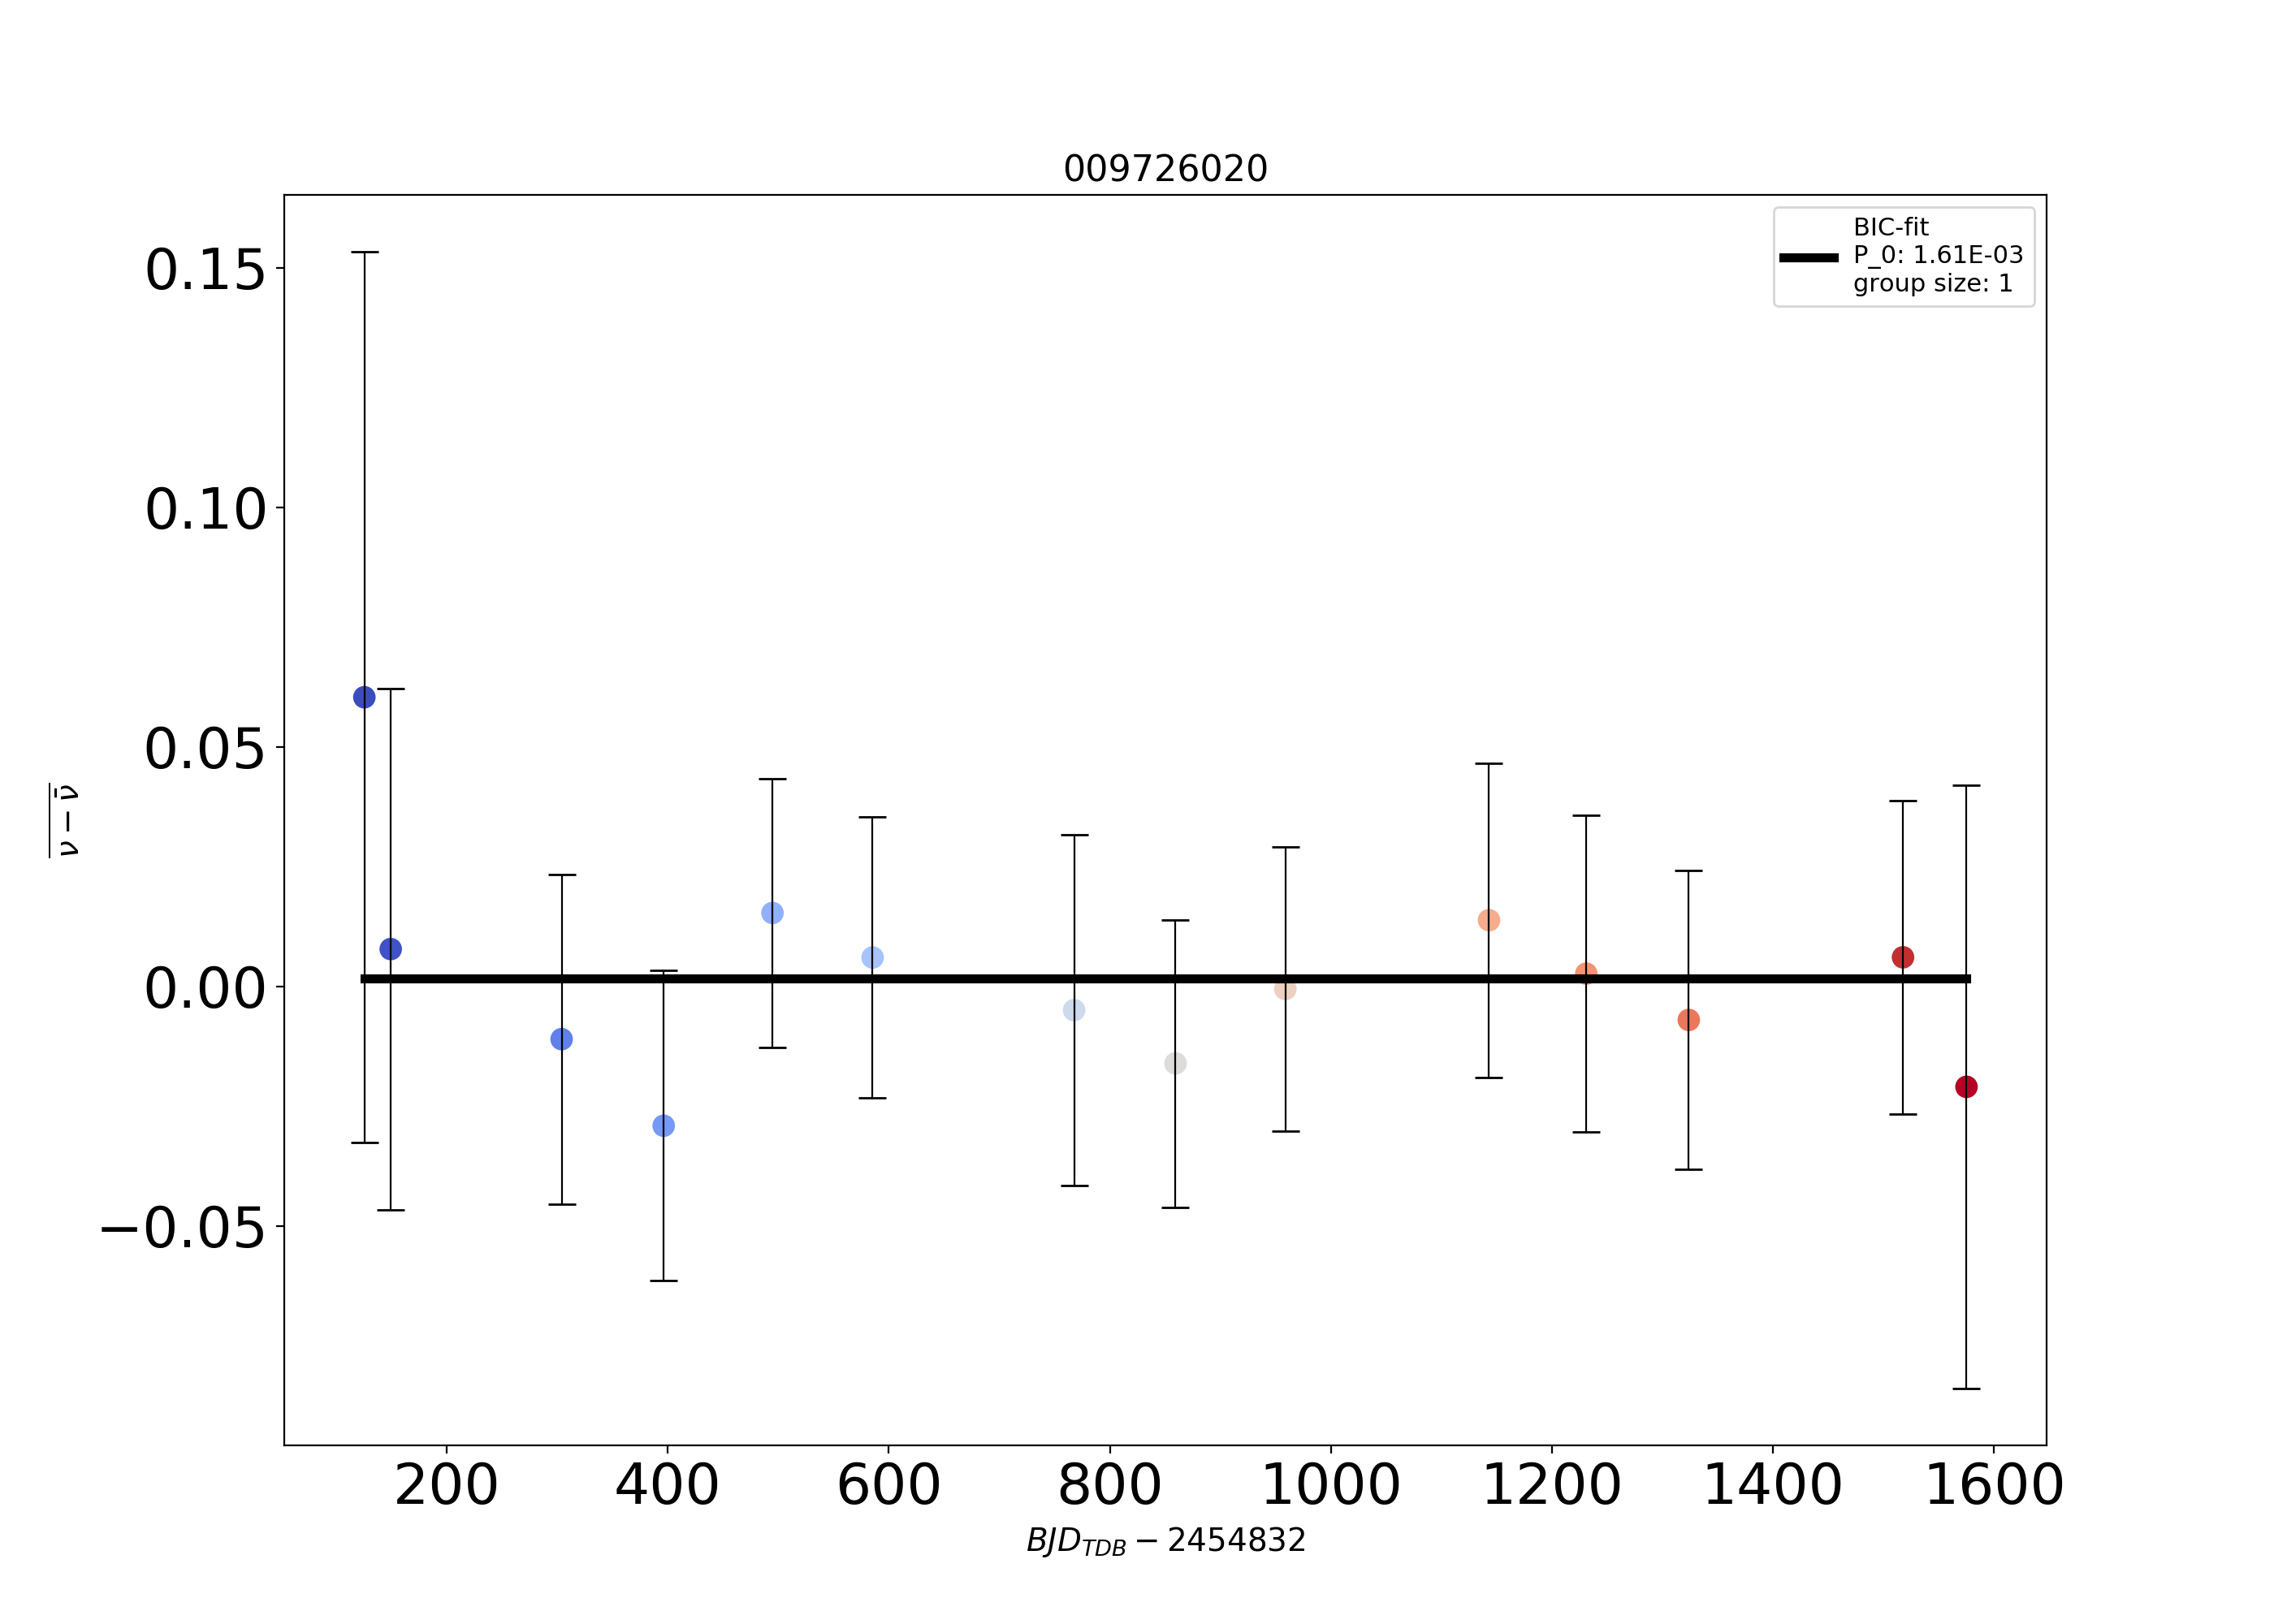 009726020
BIC-fit
P_0: 1.61E-03
group size: 1
0.15
0.10
0.05
0.00
−0.05
ν − ν̄
200 400 600 800 1000 1200 1400 1600
BJD_TDB − 2454832